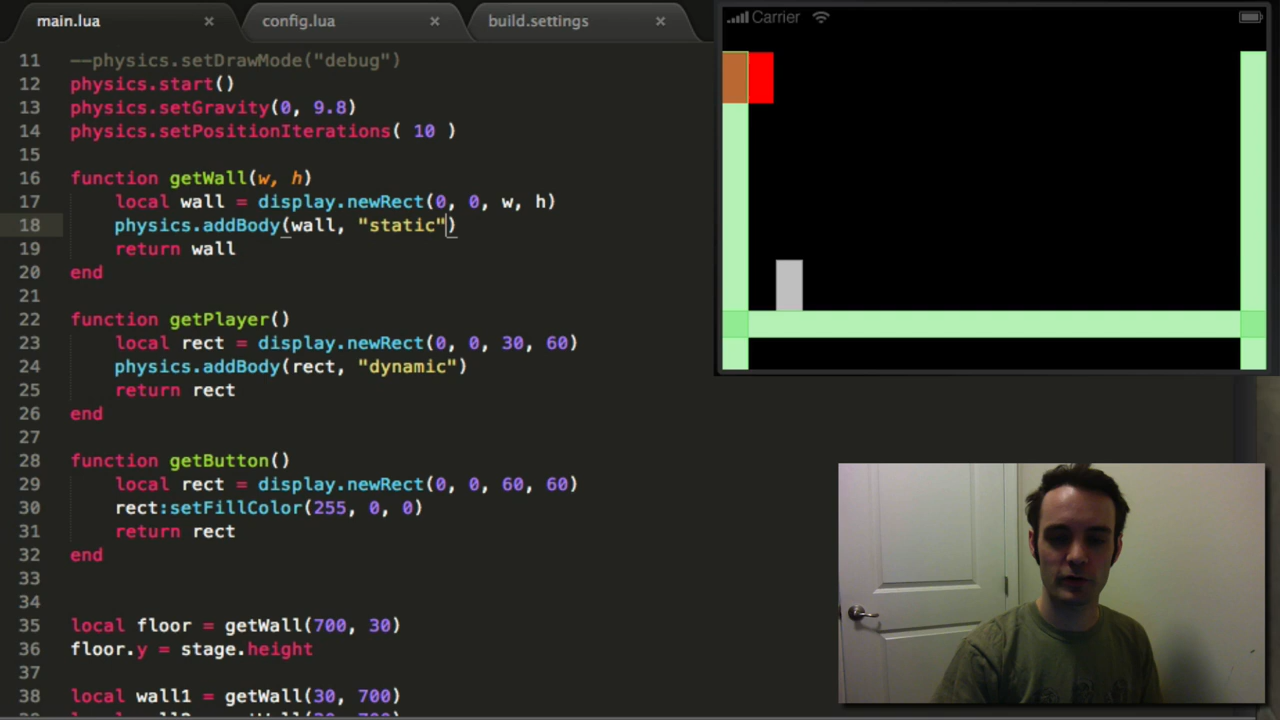 main.lua × config.lua × build.settings ×
Carrier
11 --physics.setDrawMode("debug")
12 physics.start()
13 physics.setGravity(0, 9.8)
14 physics.setPositionIterations( 10 )
15
16 function getWall(w, h)
17 local wall = display.newRect(0, 0, w, h)
18 physics.addBody(wall, "static")
19 return wall
20 end
21
22 function getPlayer()
23 local rect = display.newRect(0, 0, 30, 60)
24 physics.addBody(rect, "dynamic")
25 return rect
26 end
27
28 function getButton()
29 local rect = display.newRect(0, 0, 60, 60)
30 rect:setFillColor(255, 0, 0)
31 return rect
32 end
33
34
35 local floor = getWall(700, 30)
36 floor.y = stage.height
37
38 local wall1 = getWall(30, 700)